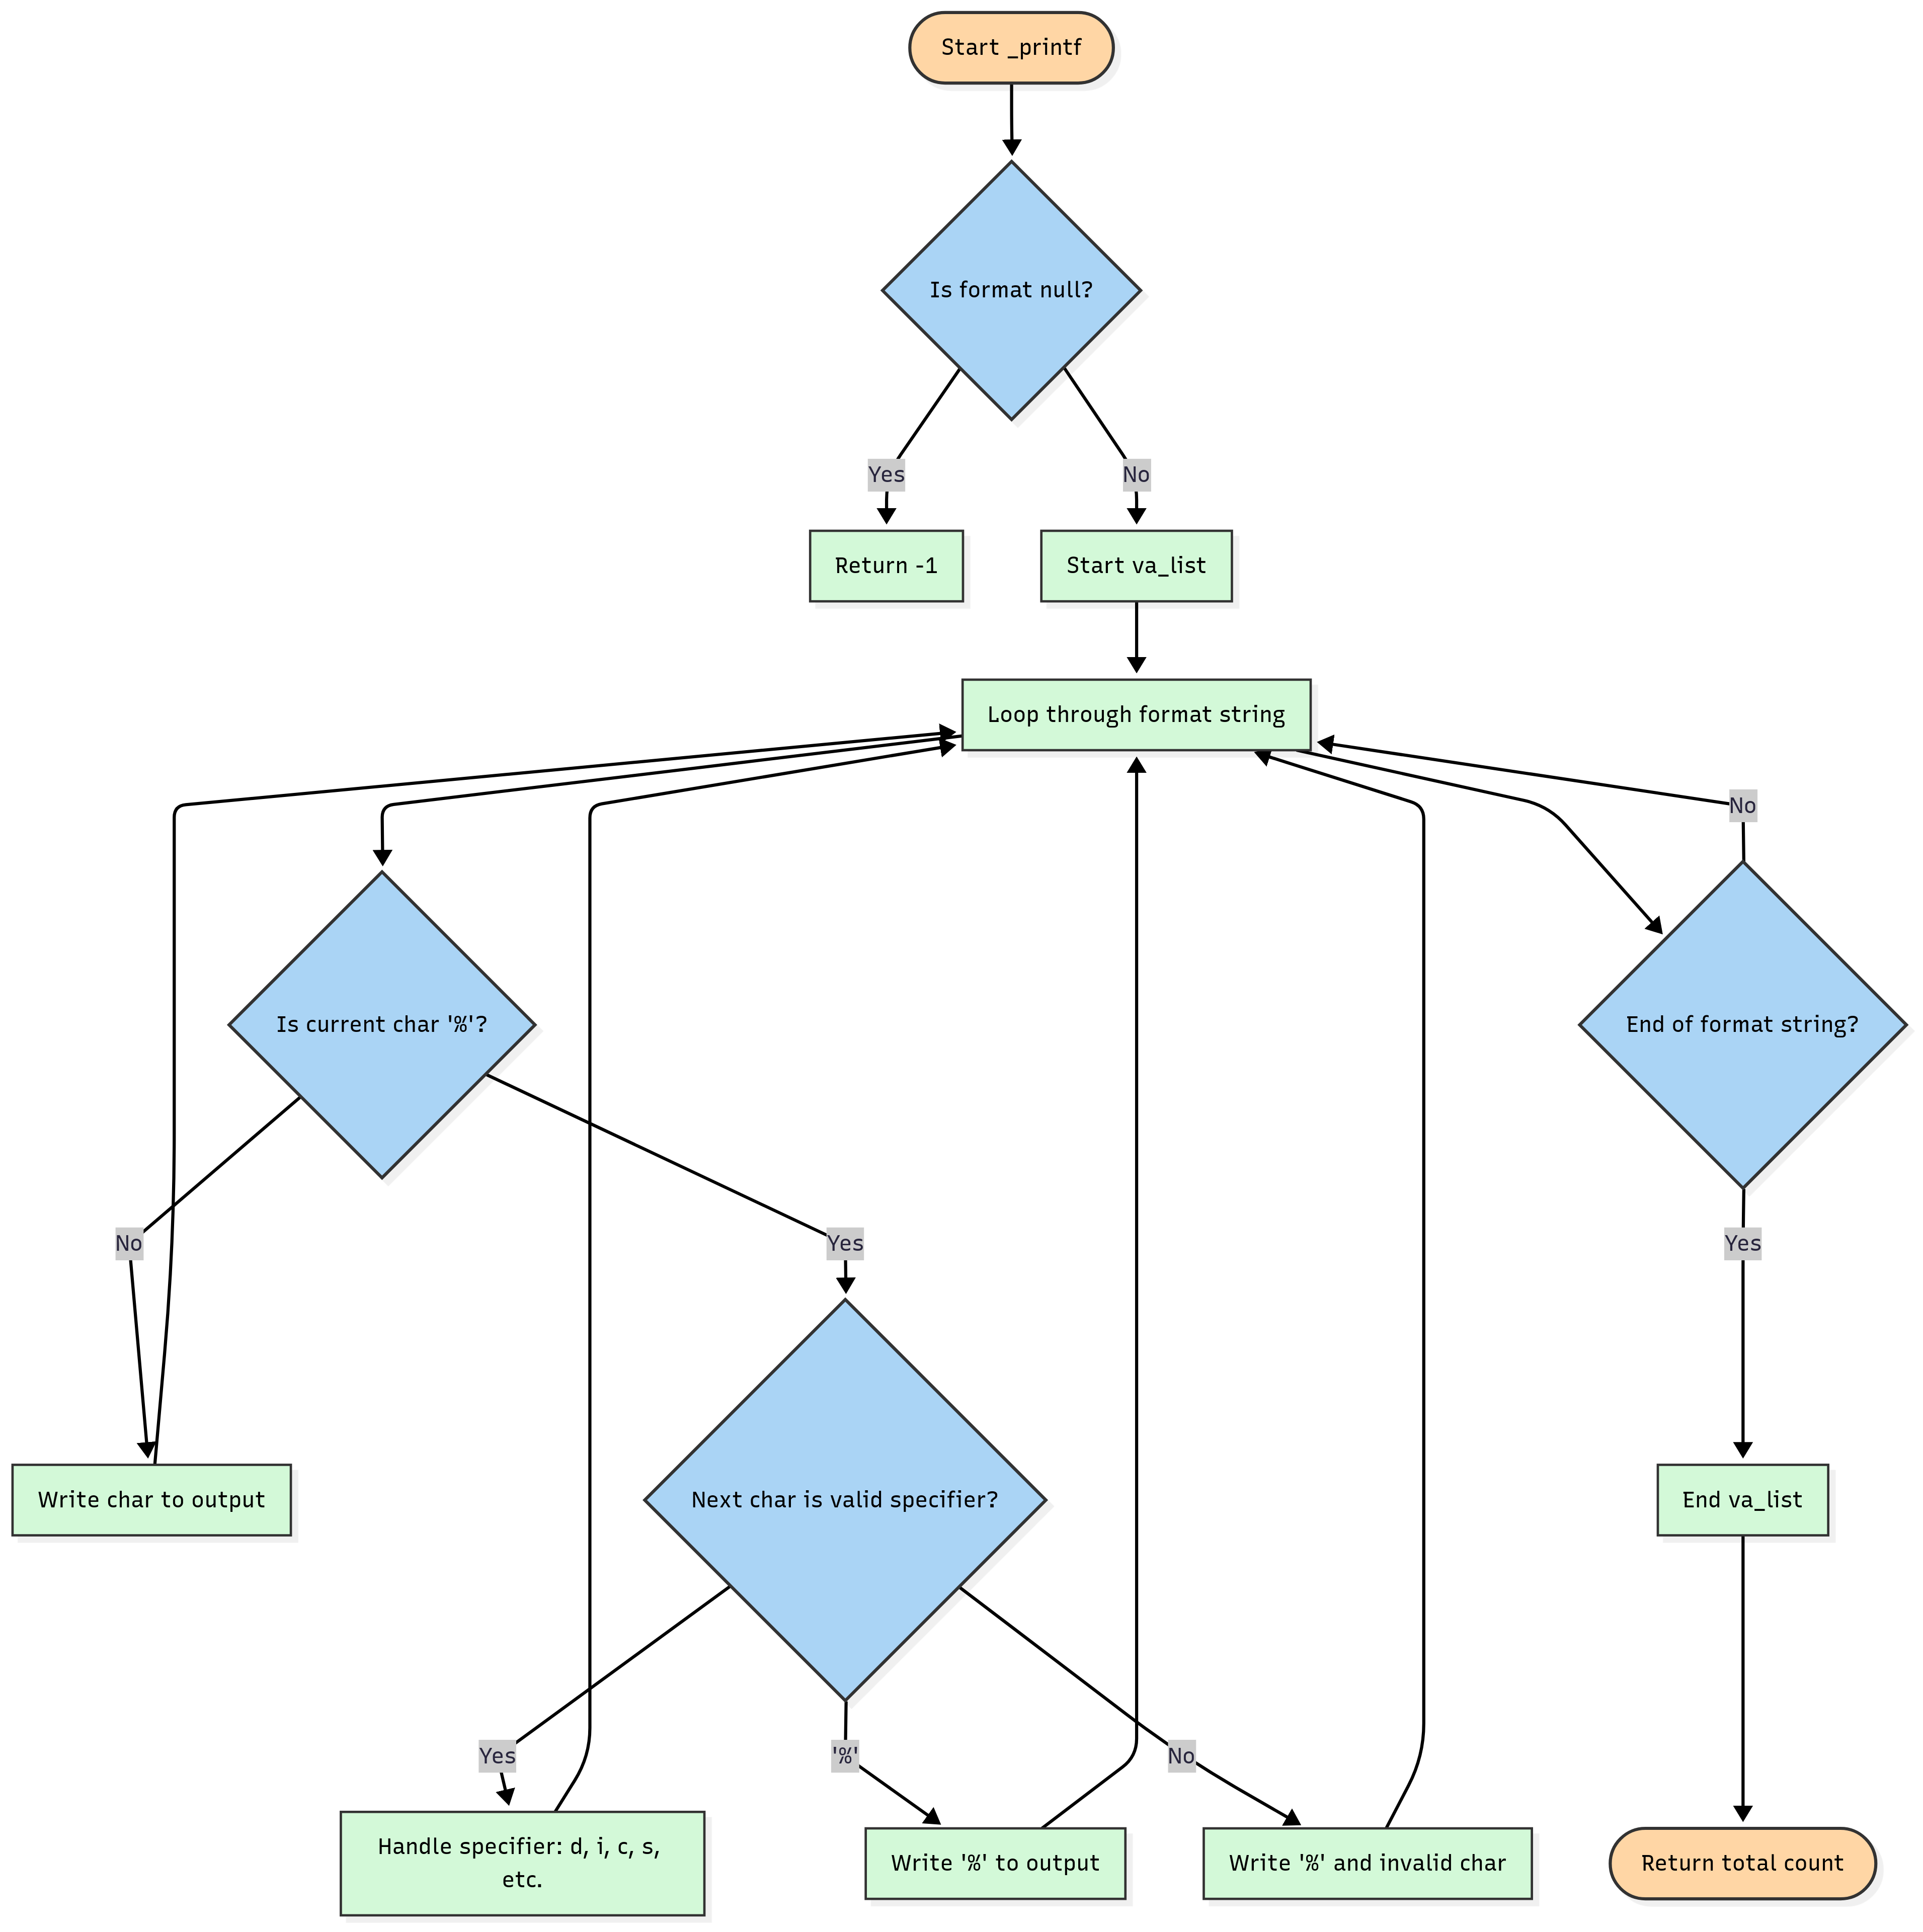 Start _printf
Is format null?
Yes
No
Return -1
Start va_list
Loop through format string
No
Is current char '%'?
End of format string?
No
Yes
Yes
Write char to output
Next char is valid specifier?
End va_list
Yes
'%'
No
Handle specifier: d, i, c, s,
etc.
Write '%' to output
Write '%' and invalid char
Return total count